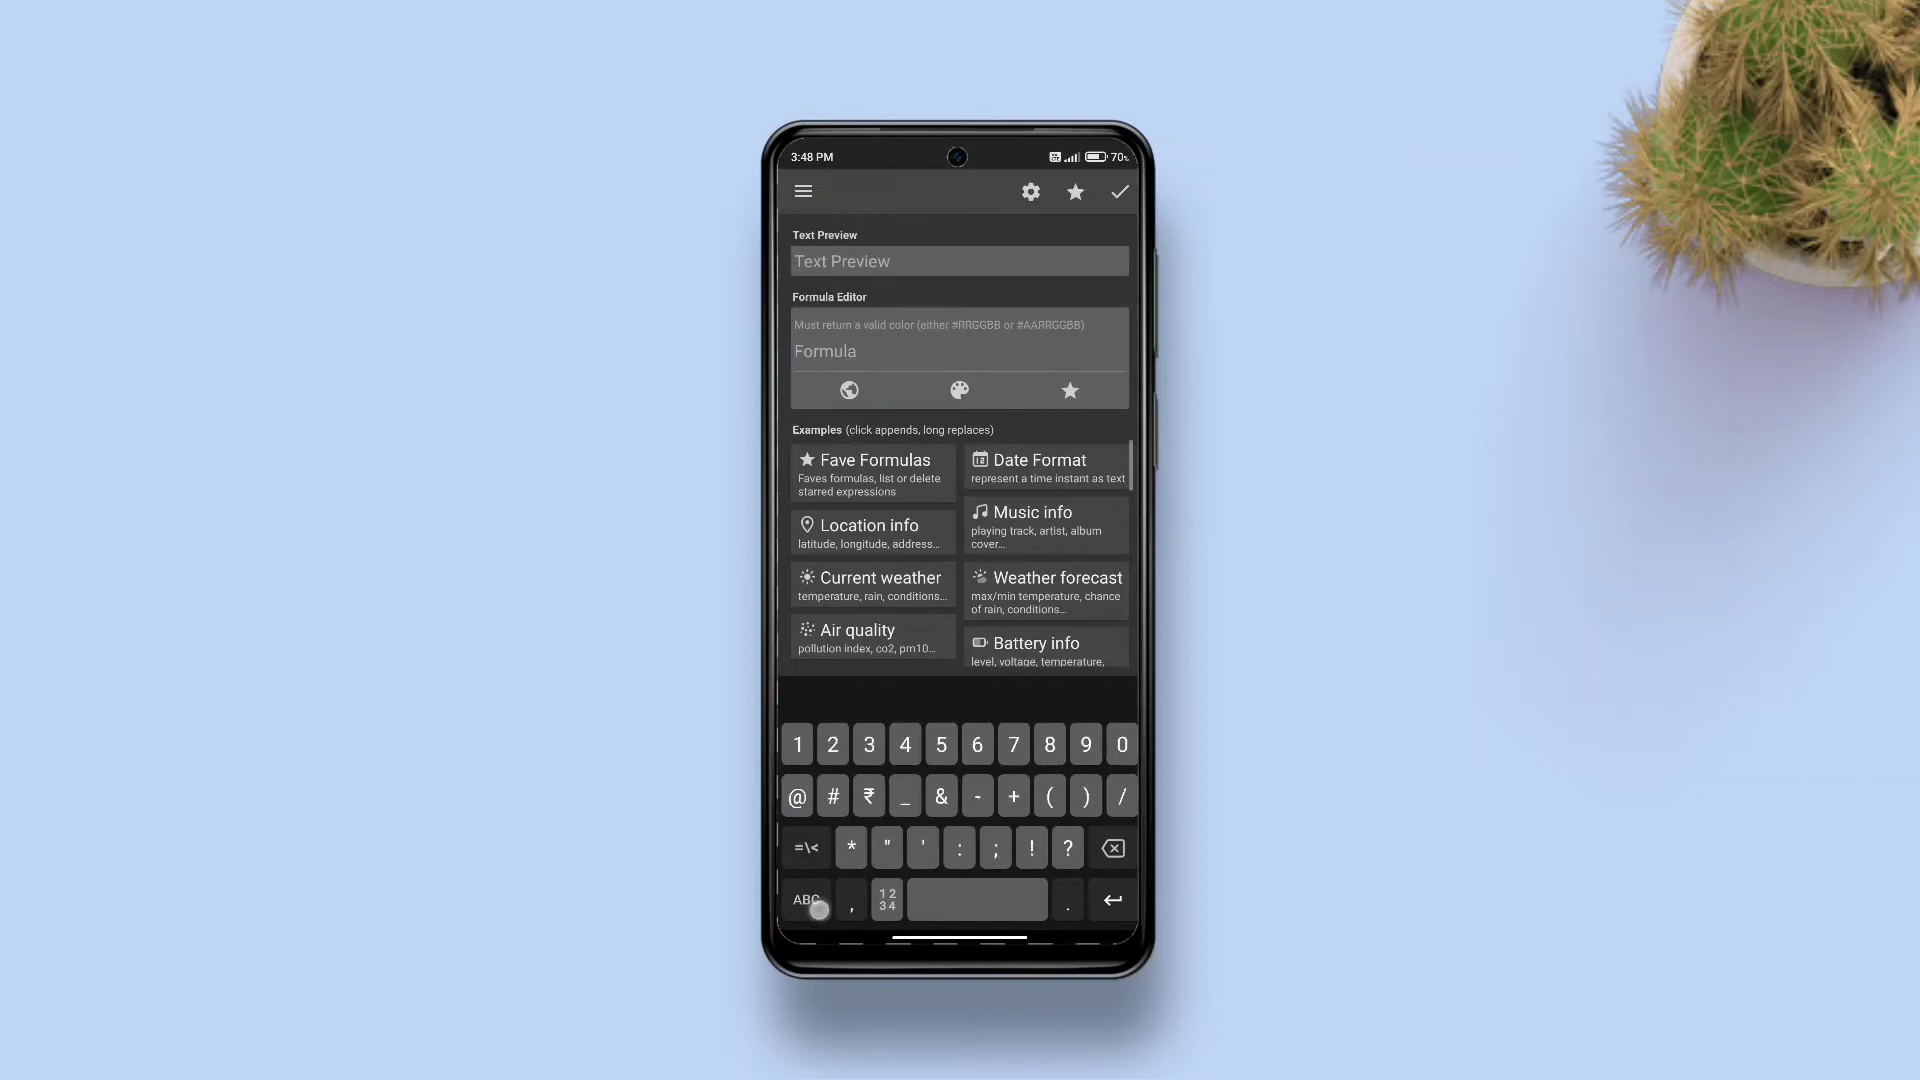 3:48 PM
70%
Text Preview
Text Preview
Formula Editor
Must return a valid color (either #RRGGBB or #AARRGGBB)
Formula
Examples (click appends, long replaces)
Fave Formulas
Faves formulas, list or delete
starred expressions
Date Format
represent a time instant as text
Location info
latitude, longitude, address...
Music info
playing track, artist, album
cover...
Current weather
temperature, rain, conditions...
Weather forecast
max/min temperature, chance
of rain, conditions...
Air quality
pollution index, co2, pm10...
Battery info
level, voltage, temperature,
1 2 3 4 5 6 7 8 9 0
@ # ₹ _ & - + ( ) /
=\< * " ' : ; ! ?
ABC , 12 34 .